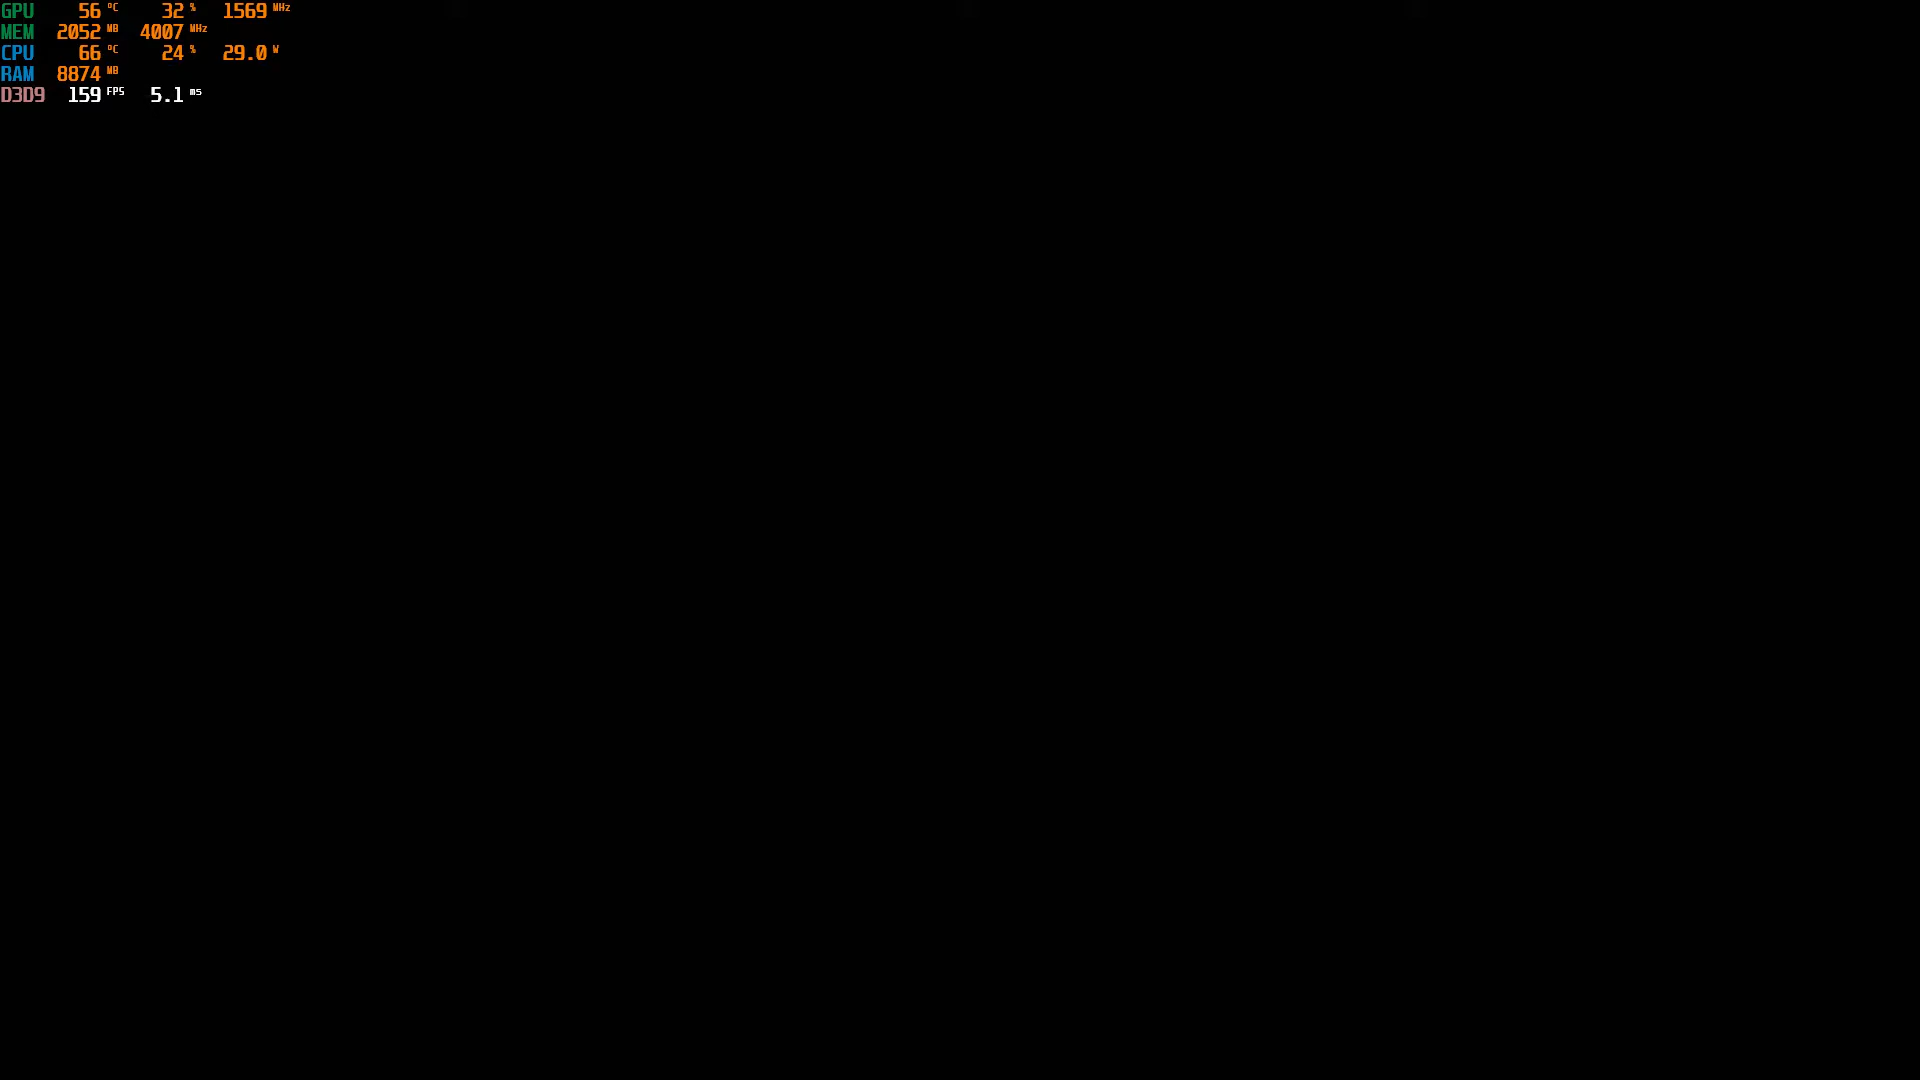 GPU 56 °C 32 % 1569 MHz
MEM 2052 MB 4007 MHz
CPU 66 °C 24 % 29.0 W
RAM 8874 MB
D3D9 159 FPS 5.1 ms